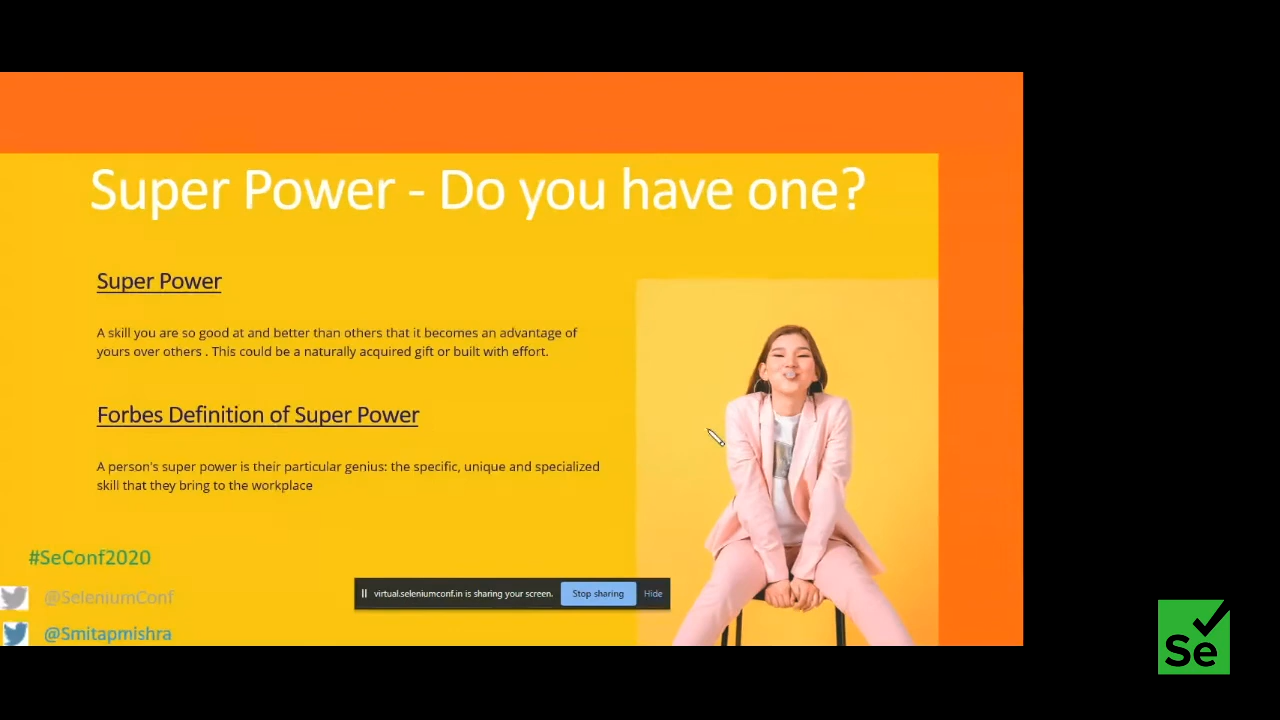 Super Power - Do you have one?
Super Power
A skill you are so good at and better than others that it becomes an advantage of
yours over others . This could be a naturally acquired gift or built with effort.
Forbes Definition of Super Power
A person's super power is their particular genius: the specific, unique and specialized
skill that they bring to the workplace
#SeConf2020
@SeleniumConf
@Smitapmishra
virtual.seleniumconf.in is sharing your screen.
Stop sharing
Hide
Se